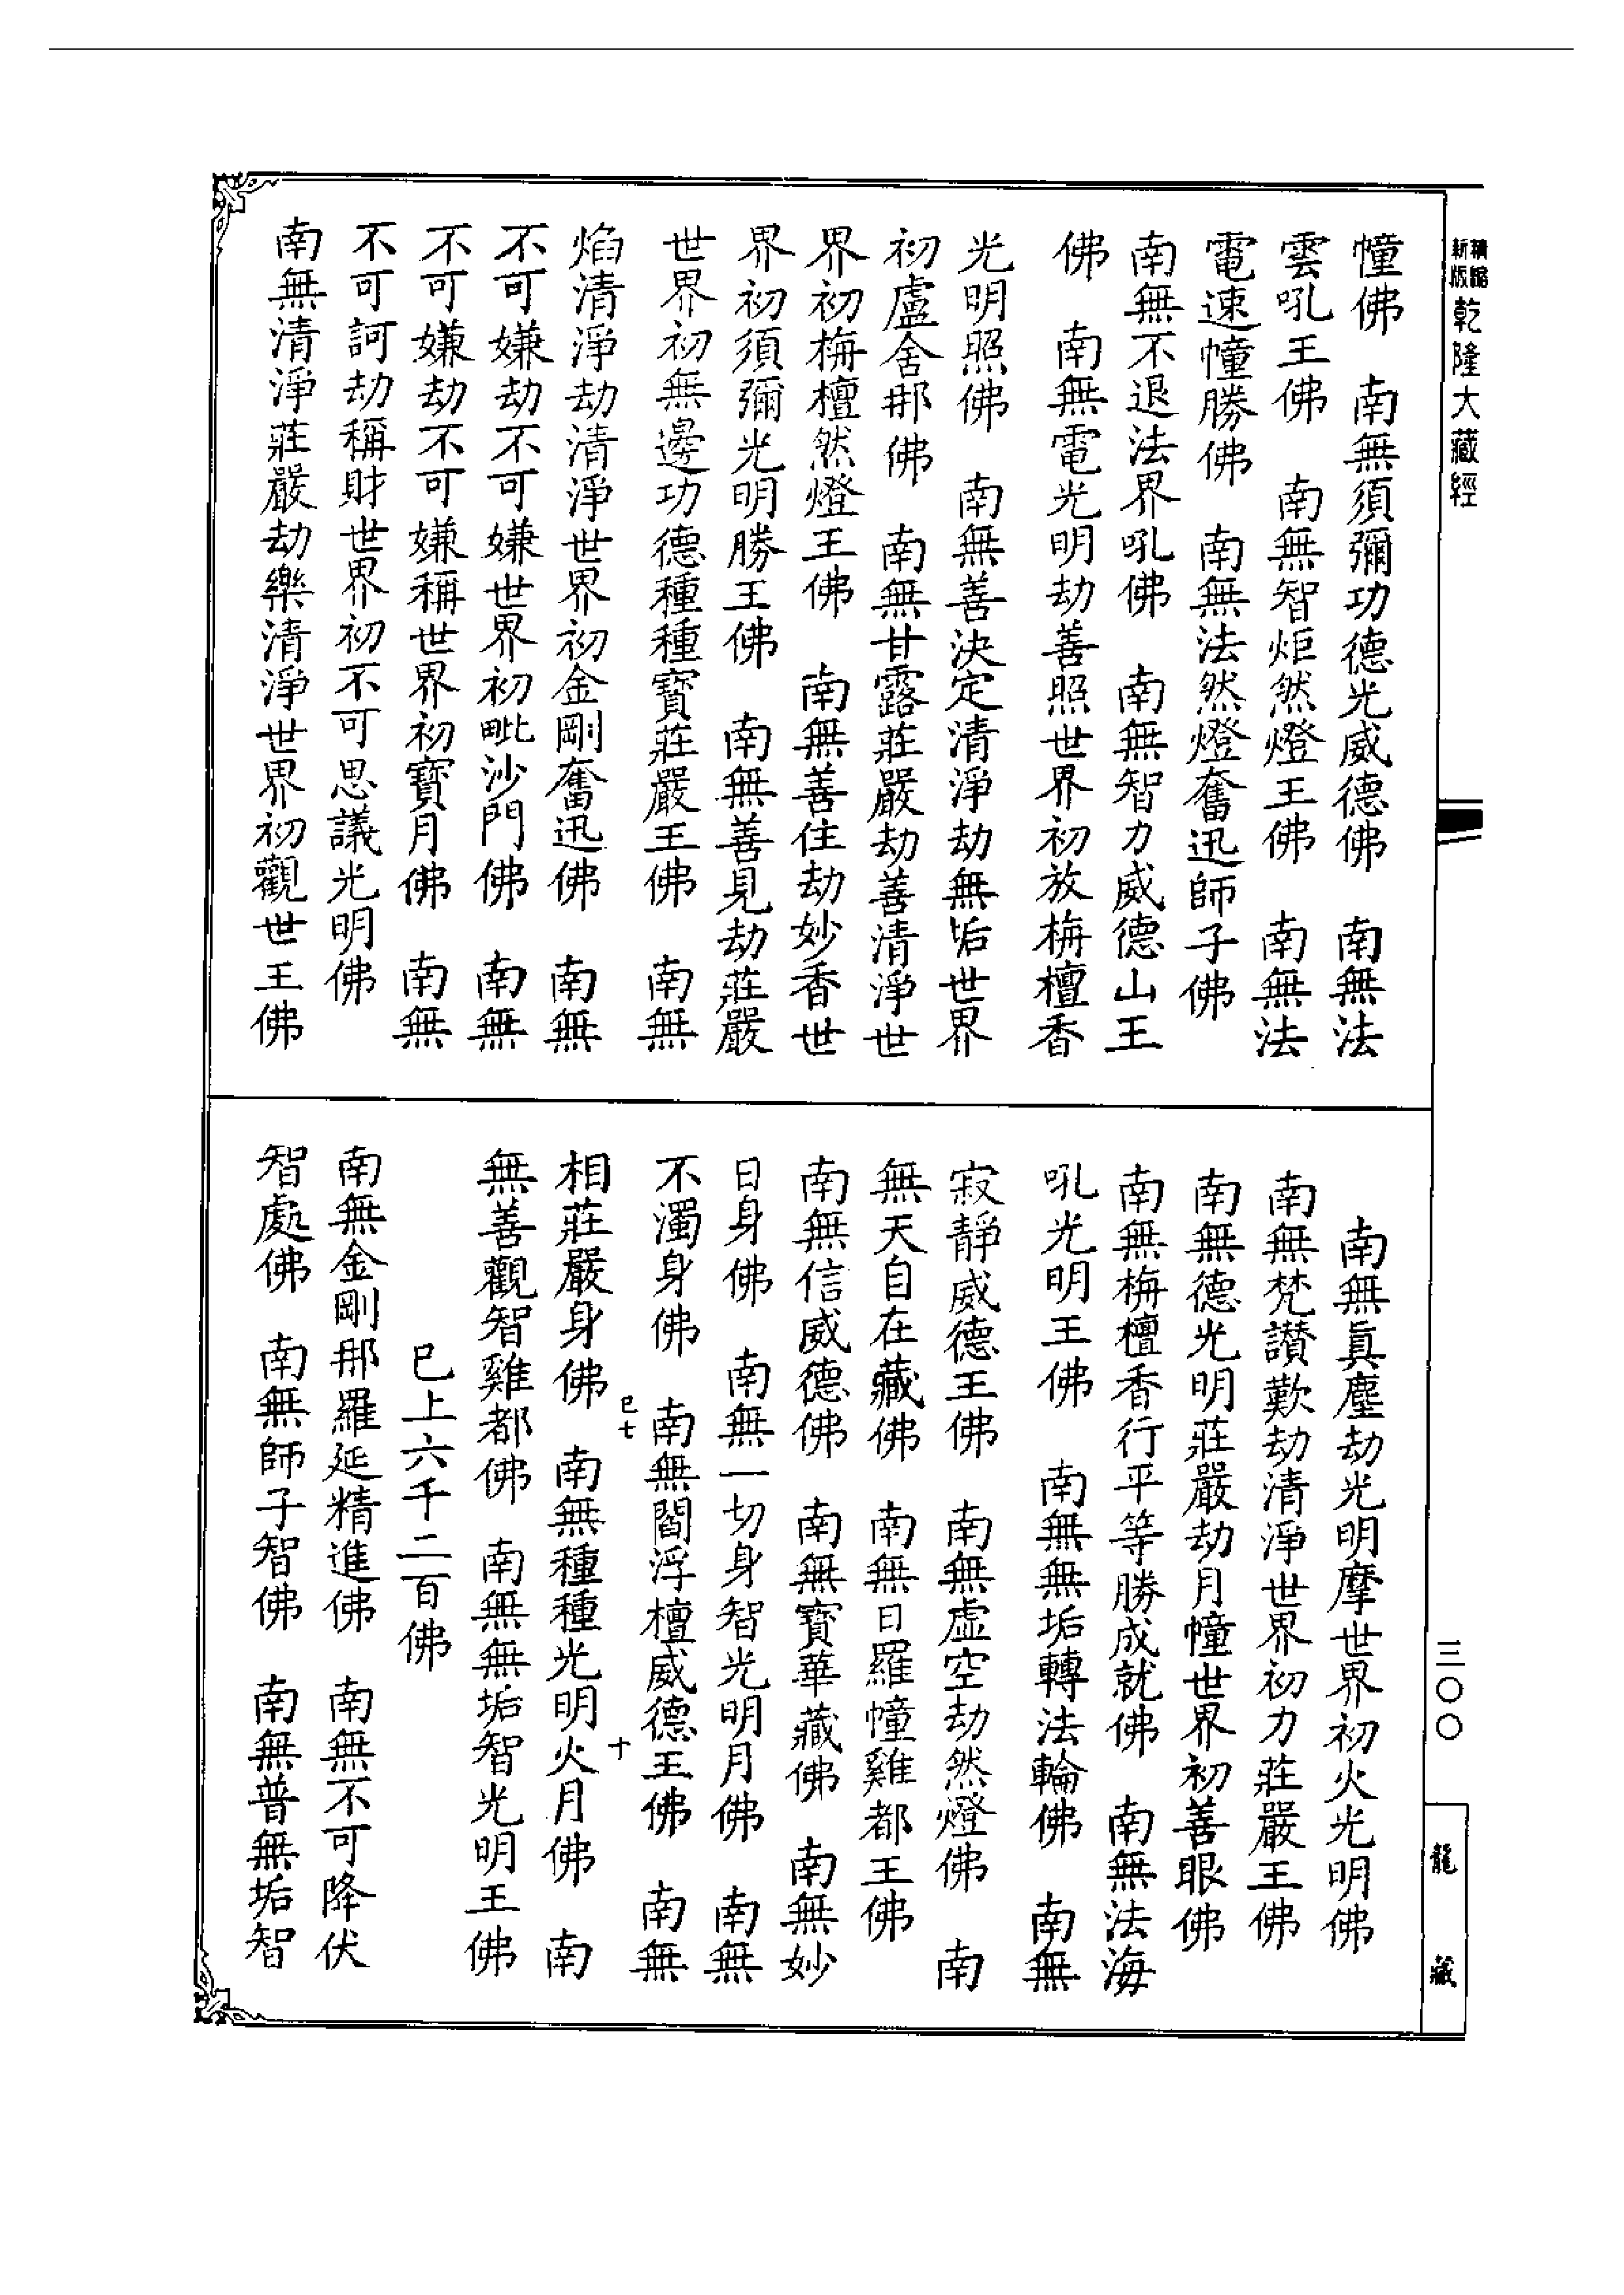 精縮
新版
乾隆大藏經
幢佛　南無須彌功德光威德佛　南無法
雲吼王佛　南無智炬然燈王佛　南無法
電速幢勝佛　南無法然燈奮迅師子佛
南無不退法界吼佛　南無智力威德山王
佛　南無電光明劫善照世界初放栴檀香
光明照佛　南無善決定清淨劫無垢世界
初盧舍那佛　南無甘露莊嚴劫善清淨世
界初栴檀然燈王佛　南無善住劫妙香世
界初須彌光明勝王佛　南無善見劫莊嚴
世界初無邊功德種種寶莊嚴王佛　南無
焰清淨劫清淨世界初金剛奮迅佛　南無
不可嫌劫不可嫌世界初毗沙門佛　南無
不可嫌劫不可嫌稱世界初寶月佛　南無
不可訶劫稱財世界初不可思議光明佛
南無清淨莊嚴劫樂清淨世界初觀世王佛
南無眞塵劫光明摩世界初火光明佛
南無梵讚歎劫清淨世界初力莊嚴王佛
南無德光明莊嚴劫月幢世界初善眼佛
南無栴檀香行平等勝成就佛　南無法海
吼光明王佛　南無無垢轉法輪佛　南無
寂靜威德王佛　南無虛空劫然燈佛　南
無天自在藏佛　南無日羅幢雞都王佛
南無信威德佛　南無寶華藏佛　南無妙
日身佛　南無一切身智光明月佛　南無
不濁身佛　南無閻浮檀威德王佛　南無
已七　十
相莊嚴身佛　南無種種光明火月佛　南
無善觀智雞都佛　南無無垢智光明王佛
已上六千二百佛
南無金剛那羅延精進佛　南無不可降伏
智處佛　南無師子智佛　南無普無垢智
三〇〇
龍藏